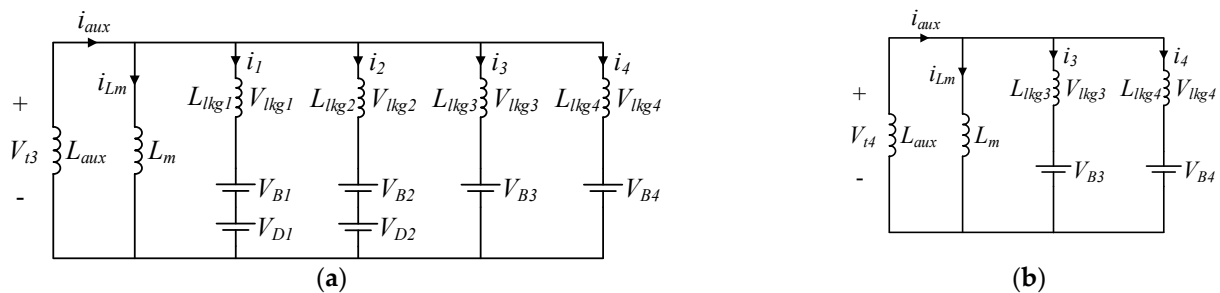 i_aux
i_Lm
i_1
i_2
i_3
i_4
L_lkg1 V_lkg1
L_lkg2 V_lkg2
L_lkg3 V_lkg3
L_lkg4 V_lkg4
+
V_t3
-
L_aux
L_m
V_B1
V_B2
V_B3
V_B4
V_D1
V_D2
(a)
i_aux
i_Lm
i_3
i_4
L_lkg3 V_lkg3
L_lkg4 V_lkg4
+
V_t4
-
L_aux
L_m
V_B3
V_B4
(b)